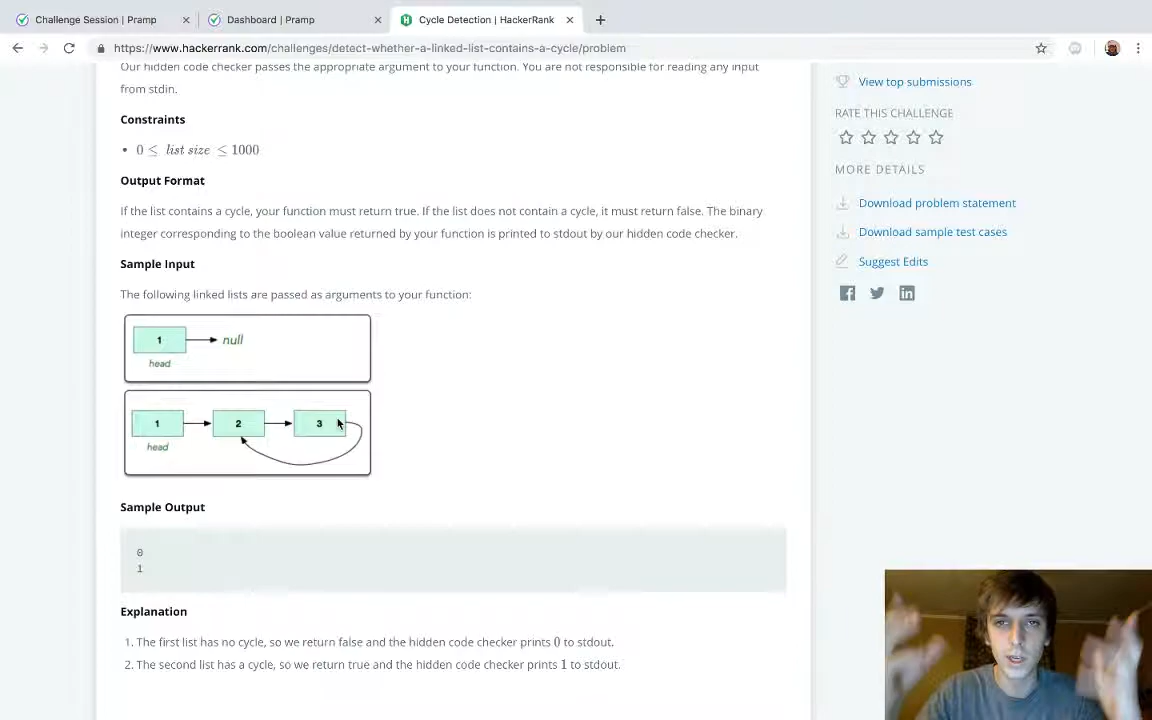 Challenge Session | Pramp
Dashboard | Pramp
Cycle Detection | HackerRank
https://www.hackerrank.com/challenges/detect-whether-a-linked-list-contains-a-cycle/problem
Our hidden code checker passes the appropriate argument to your function. You are not responsible for reading any input
from stdin.
Constraints
• 0 ≤ list size ≤ 1000
Output Format
If the list contains a cycle, your function must return true. If the list does not contain a cycle, it must return false. The binary
integer corresponding to the boolean value returned by your function is printed to stdout by our hidden code checker.
Sample Input
The following linked lists are passed as arguments to your function:
1 null
head
1 2 3
head
Sample Output
0
1
Explanation
1. The first list has no cycle, so we return false and the hidden code checker prints 0 to stdout.
2. The second list has a cycle, so we return true and the hidden code checker prints 1 to stdout.
View top submissions
RATE THIS CHALLENGE
MORE DETAILS
Download problem statement
Download sample test cases
Suggest Edits